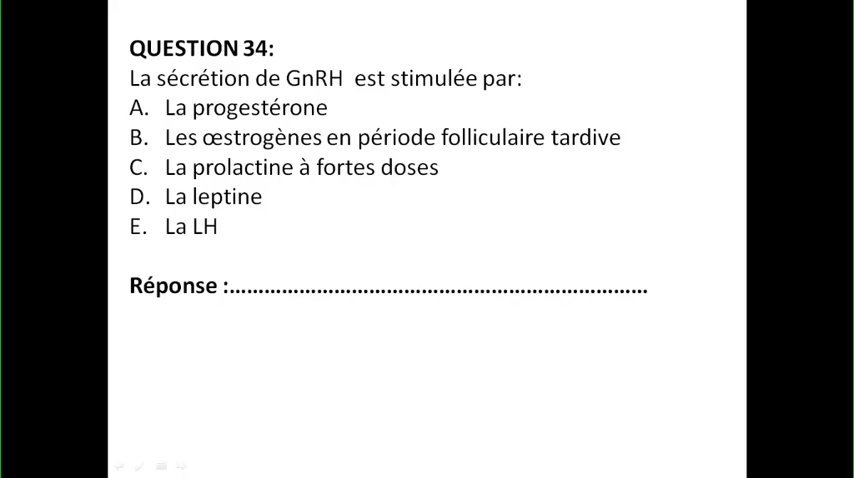 QUESTION 34:
La sécrétion de GnRH  est stimulée par:
A. La progestérone
B. Les œstrogènes en période folliculaire tardive
C. La prolactine à fortes doses
D. La leptine
E. La LH
Réponse :........................................................................